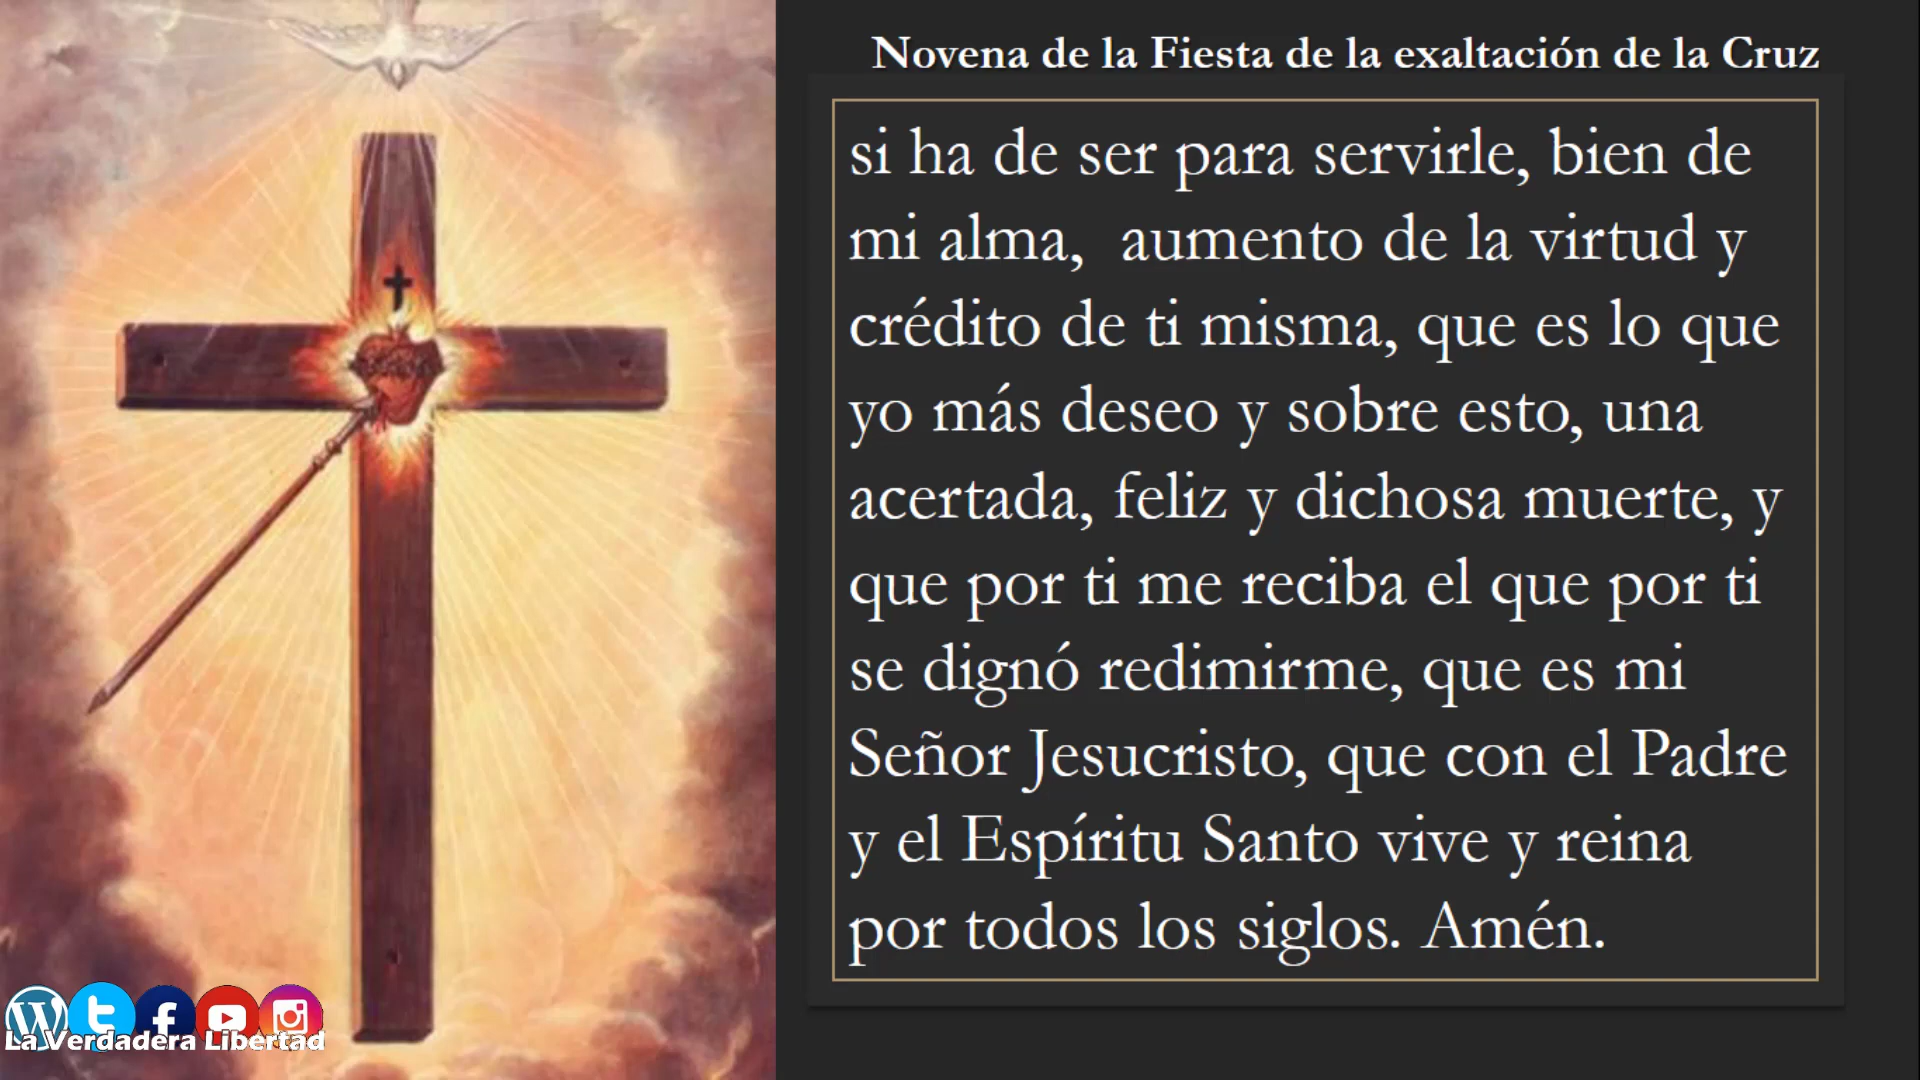 Novena de la Fiesta de la exaltación de la Cruz
si ha de ser para servirle, bien de
mi alma,  aumento de la virtud y
crédito de ti misma, que es lo que
yo más deseo y sobre esto, una
acertada, feliz y dichosa muerte, y
que por ti me reciba el que por ti
se dignó redimirme, que es mi
Señor Jesucristo, que con el Padre
y el Espíritu Santo vive y reina
por todos los siglos. Amén.
La Verdadera Libertad